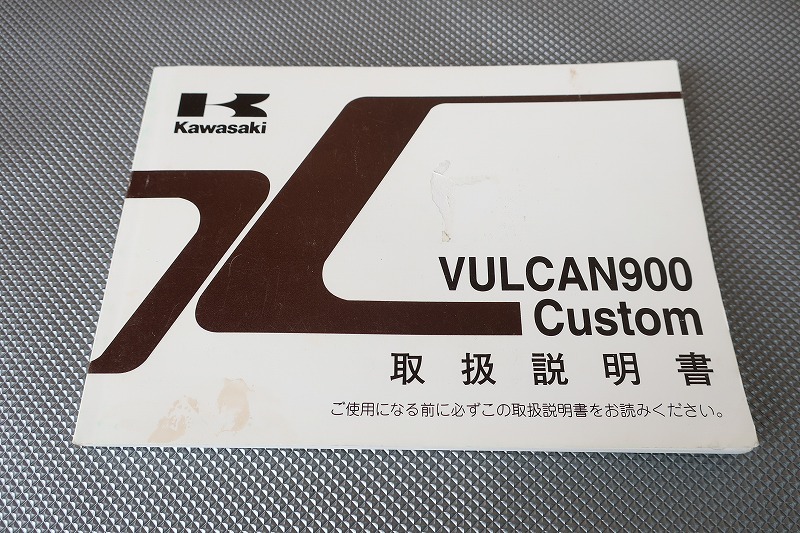 Kawasaki
VULCAN900
Custom
取扱説明書
ご使用になる前に必ずこの取扱説明書をお読みください。